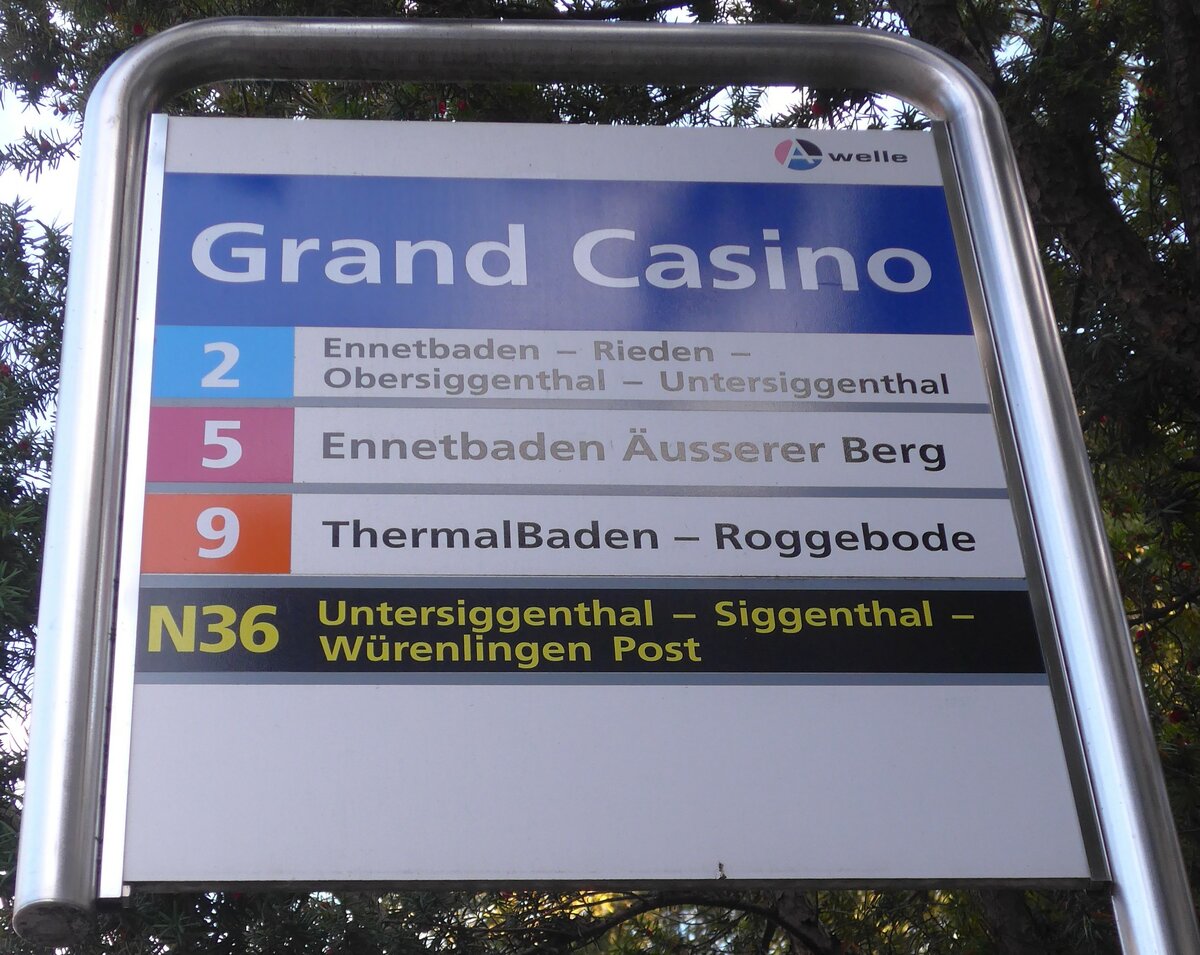 A welle
Grand Casino
2 Ennetbaden – Rieden –
Obersiggenthal – Untersiggenthal
5 Ennetbaden Äusserer Berg
9 ThermalBaden – Roggebode
N36 Untersiggenthal – Siggenthal –
Würenlingen Post